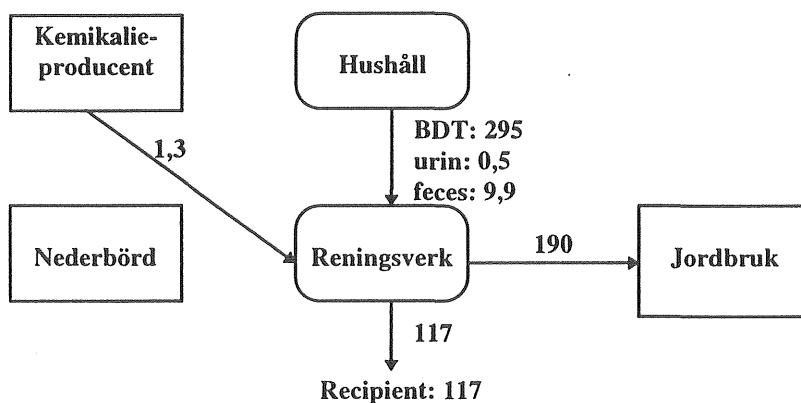 Kemikalie-
producent
Hushåll
BDT: 295
urin: 0,5
feces: 9,9
1,3
Nederbörd
Reningsverk
190
Jordbruk
117
Recipient: 117